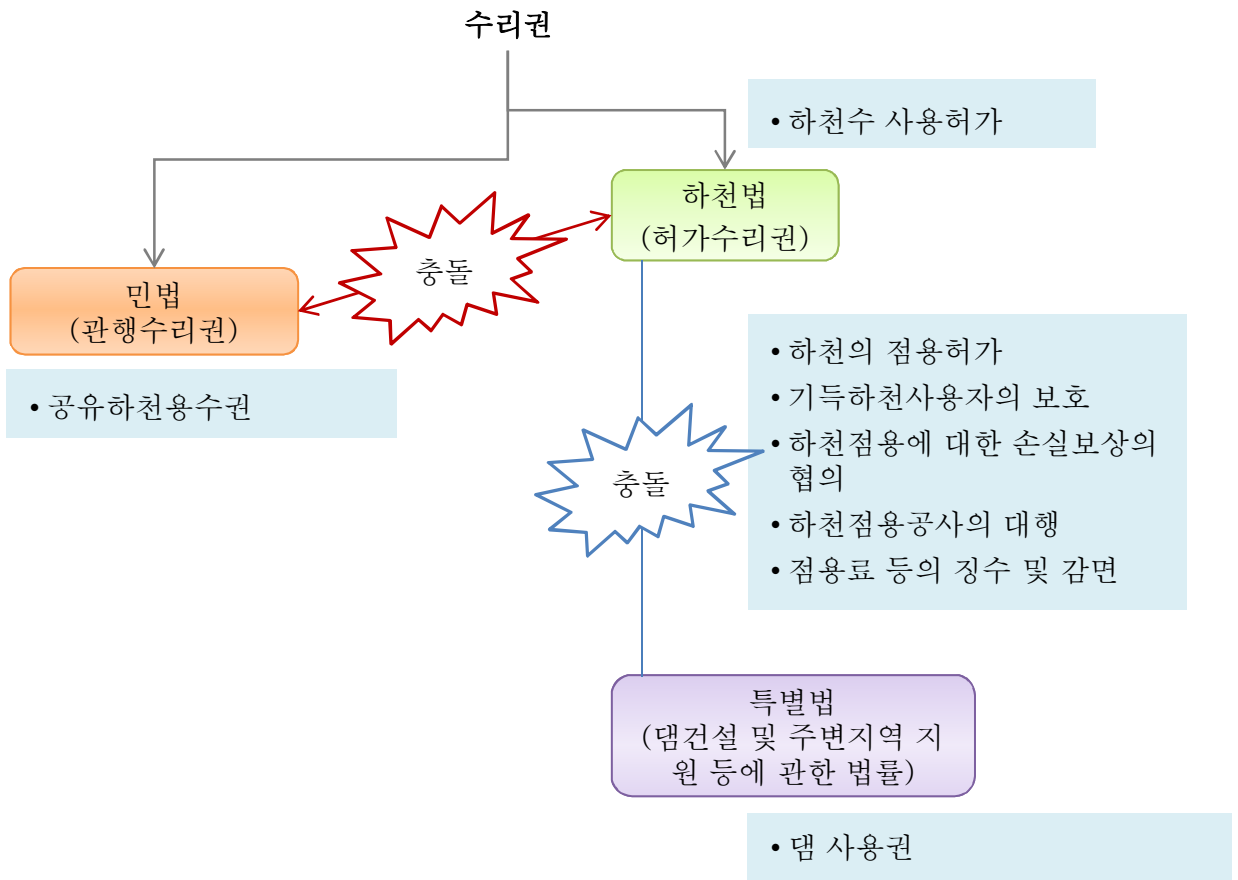 수리권
• 하천수 사용허가
하천법
(허가수리권)
충돌
민법
(관행수리권)
• 공유하천용수권
• 하천의 점용허가
• 기득하천사용자의 보호
• 하천점용에 대한 손실보상의
협의
• 하천점용공사의 대행
• 점용료 등의 징수 및 감면
충돌
특별법
(댐건설 및 주변지역 지
원 등에 관한 법률)
• 댐 사용권